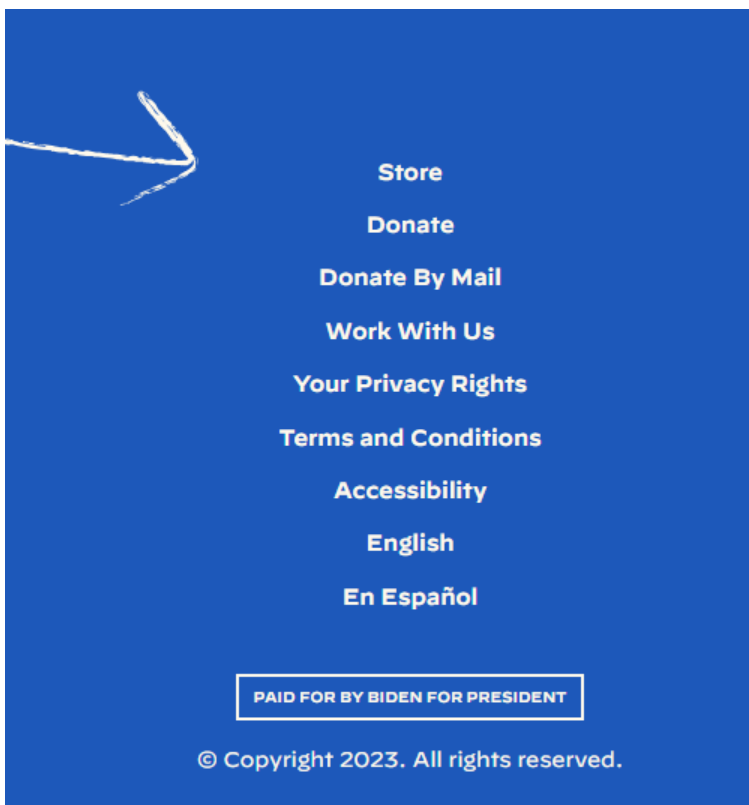 Store
Donate
Donate By Mail
Work With Us
Your Privacy Rights
Terms and Conditions
Accessibility
English
En Español
PAID FOR BY BIDEN FOR PRESIDENT
© Copyright 2023. All rights reserved.